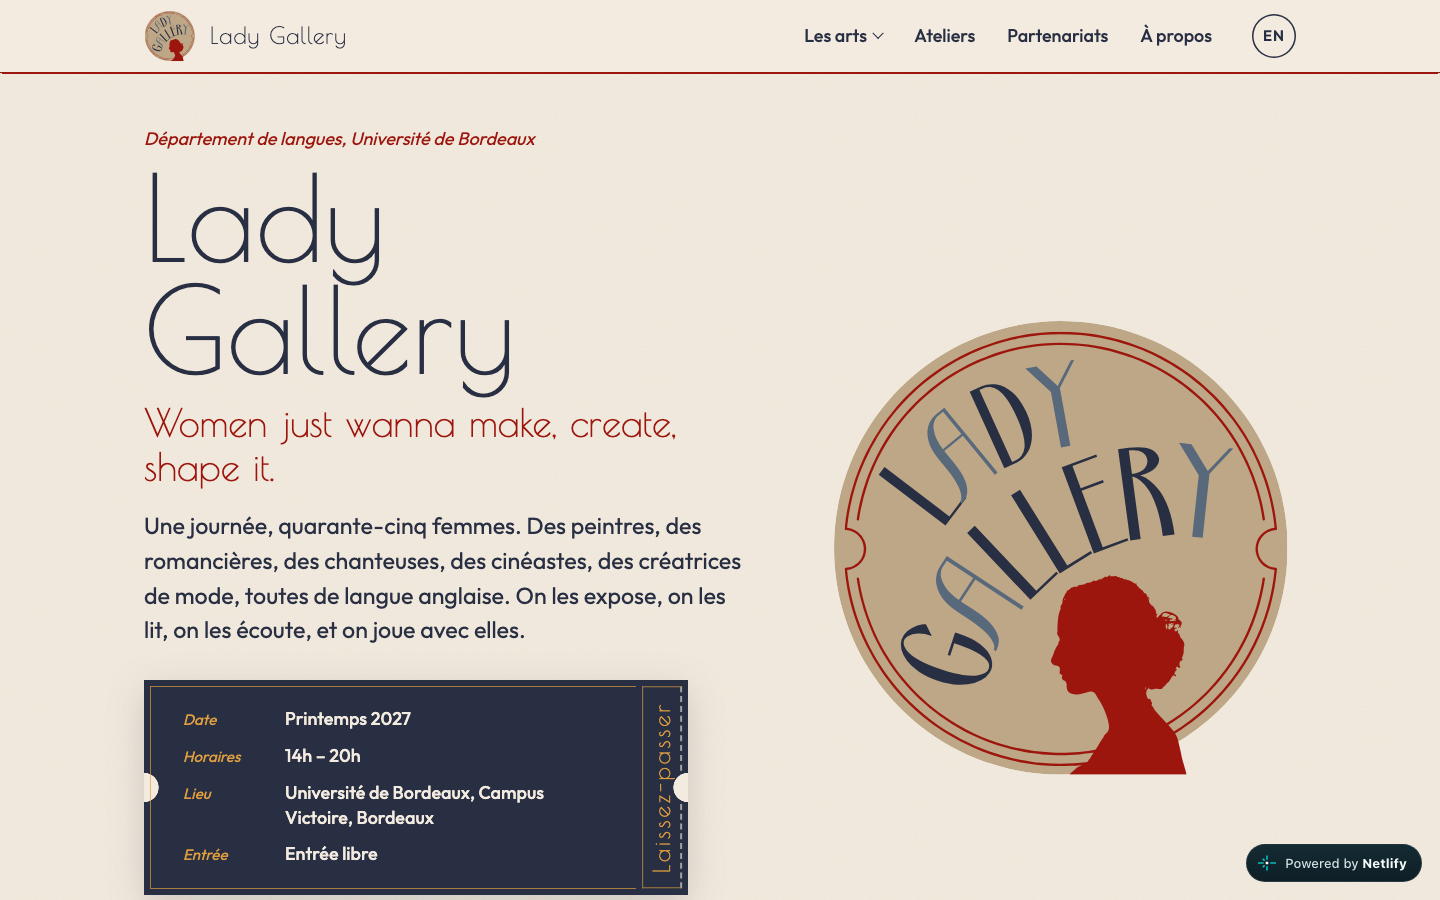 LADY
GALLERY
Lady Gallery
Les arts
Ateliers
Partenariats
À propos
EN
Département de langues, Université de Bordeaux
Lady
Gallery
Women just wanna make, create,
shape it.
Une journée, quarante-cinq femmes. Des peintres, des
romancières, des chanteuses, des cinéastes, des créatrices
de mode, toutes de langue anglaise. On les expose, on les
lit, on les écoute, et on joue avec elles.
Date
Printemps 2027
Horaires
14h – 20h
Lieu
Université de Bordeaux, Campus
Victoire, Bordeaux
Entrée
Entrée libre
Laissez-passer
LADY
GALLERY
Powered by Netlify